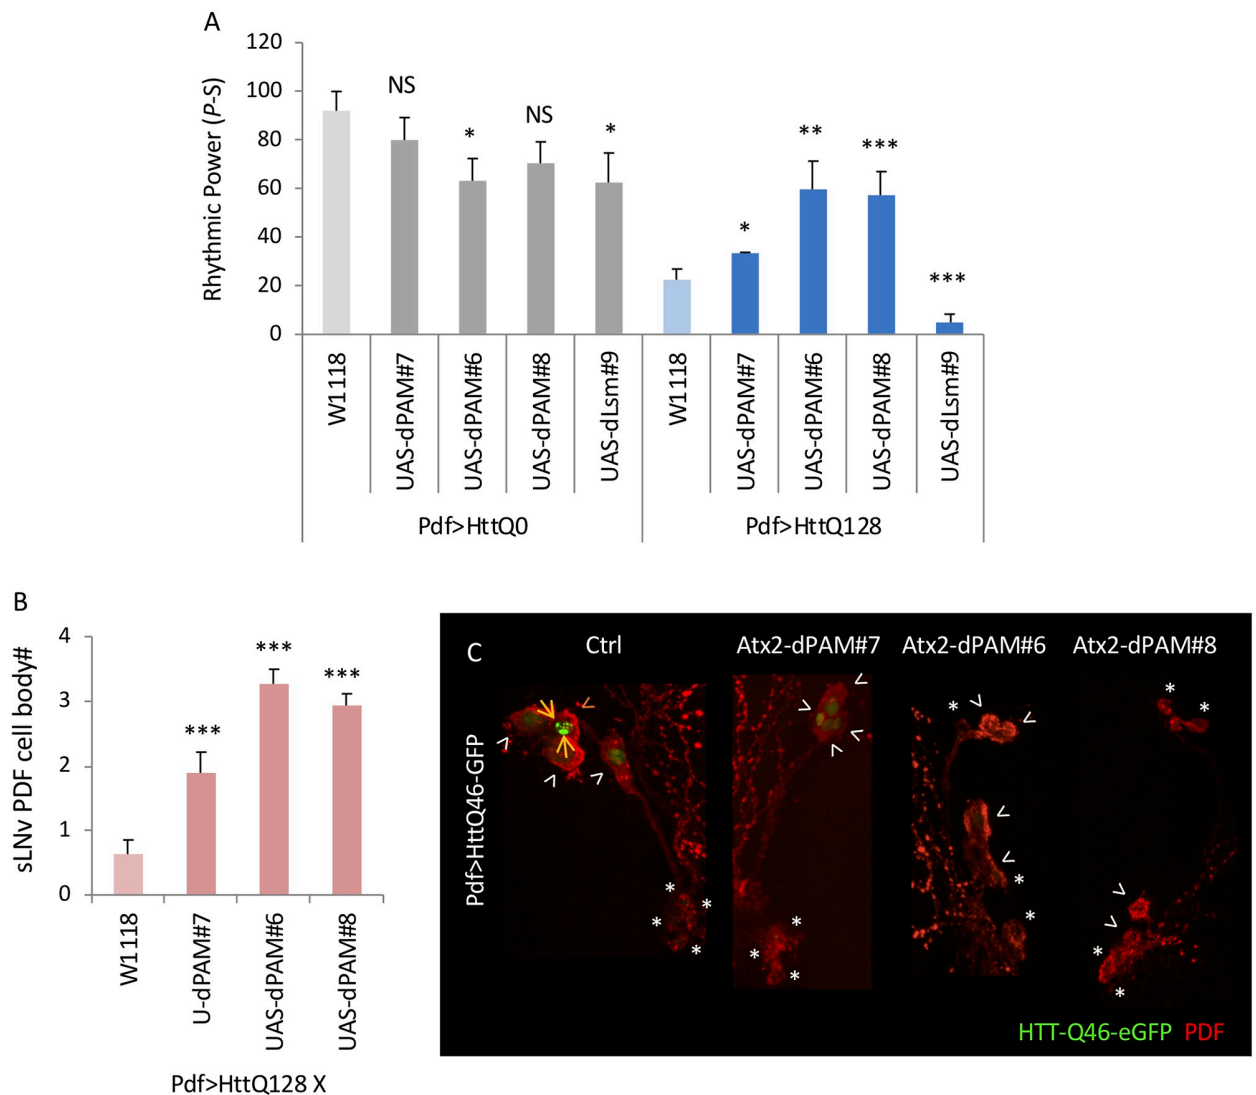 A
120
100
80
60
40
20
0
Rhythmic Power (P-S)
NS
*
NS
*
*
**
***
***
W1118
UAS-dPAM#7
UAS-dPAM#6
UAS-dPAM#8
UAS-dLsm#9
W1118
UAS-dPAM#7
UAS-dPAM#6
UAS-dPAM#8
UAS-dLsm#9
Pdf>HttQ0
Pdf>HttQ128
B
4
3
2
1
0
sLNv PDF cell body#
***
***
***
W1118
U-dPAM#7
UAS-dPAM#6
UAS-dPAM#8
Pdf>HttQ128 X
C
Ctrl
Atx2-dPAM#7
Atx2-dPAM#6
Atx2-dPAM#8
Pdf>HttQ46-GFP
HTT-Q46-eGFP PDF